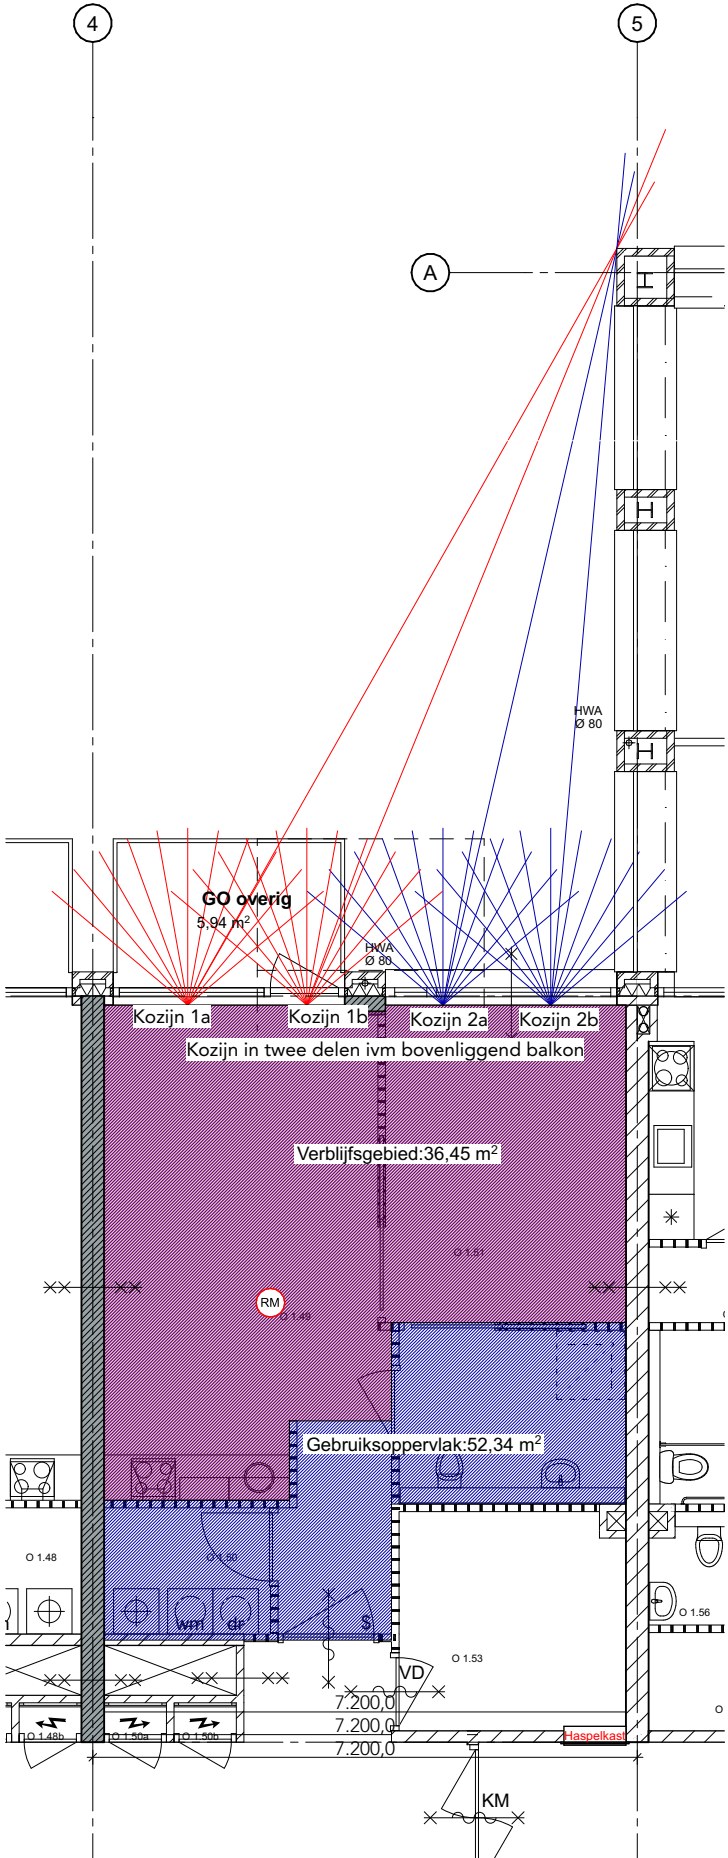 4
5
A
HWA
Ø 80
GO overig
5,94 m²
HWA
Ø 80
Kozijn 1a
Kozijn 1b
Kozijn 2a
Kozijn 2b
Kozijn in twee delen ivm bovenliggend balkon
Verblijfsgebied:36,45 m²
O 1.51
RM
O 1.49
Gebruiksoppervlak:52,34 m²
O 1.48
O 1.50
wm
dr
S
O 1.56
O 1.53
VD
7.200,0
7.200,0
7.200,0
O 1.48b
O 1.50a
O 1.50b
Haspelkast
KM